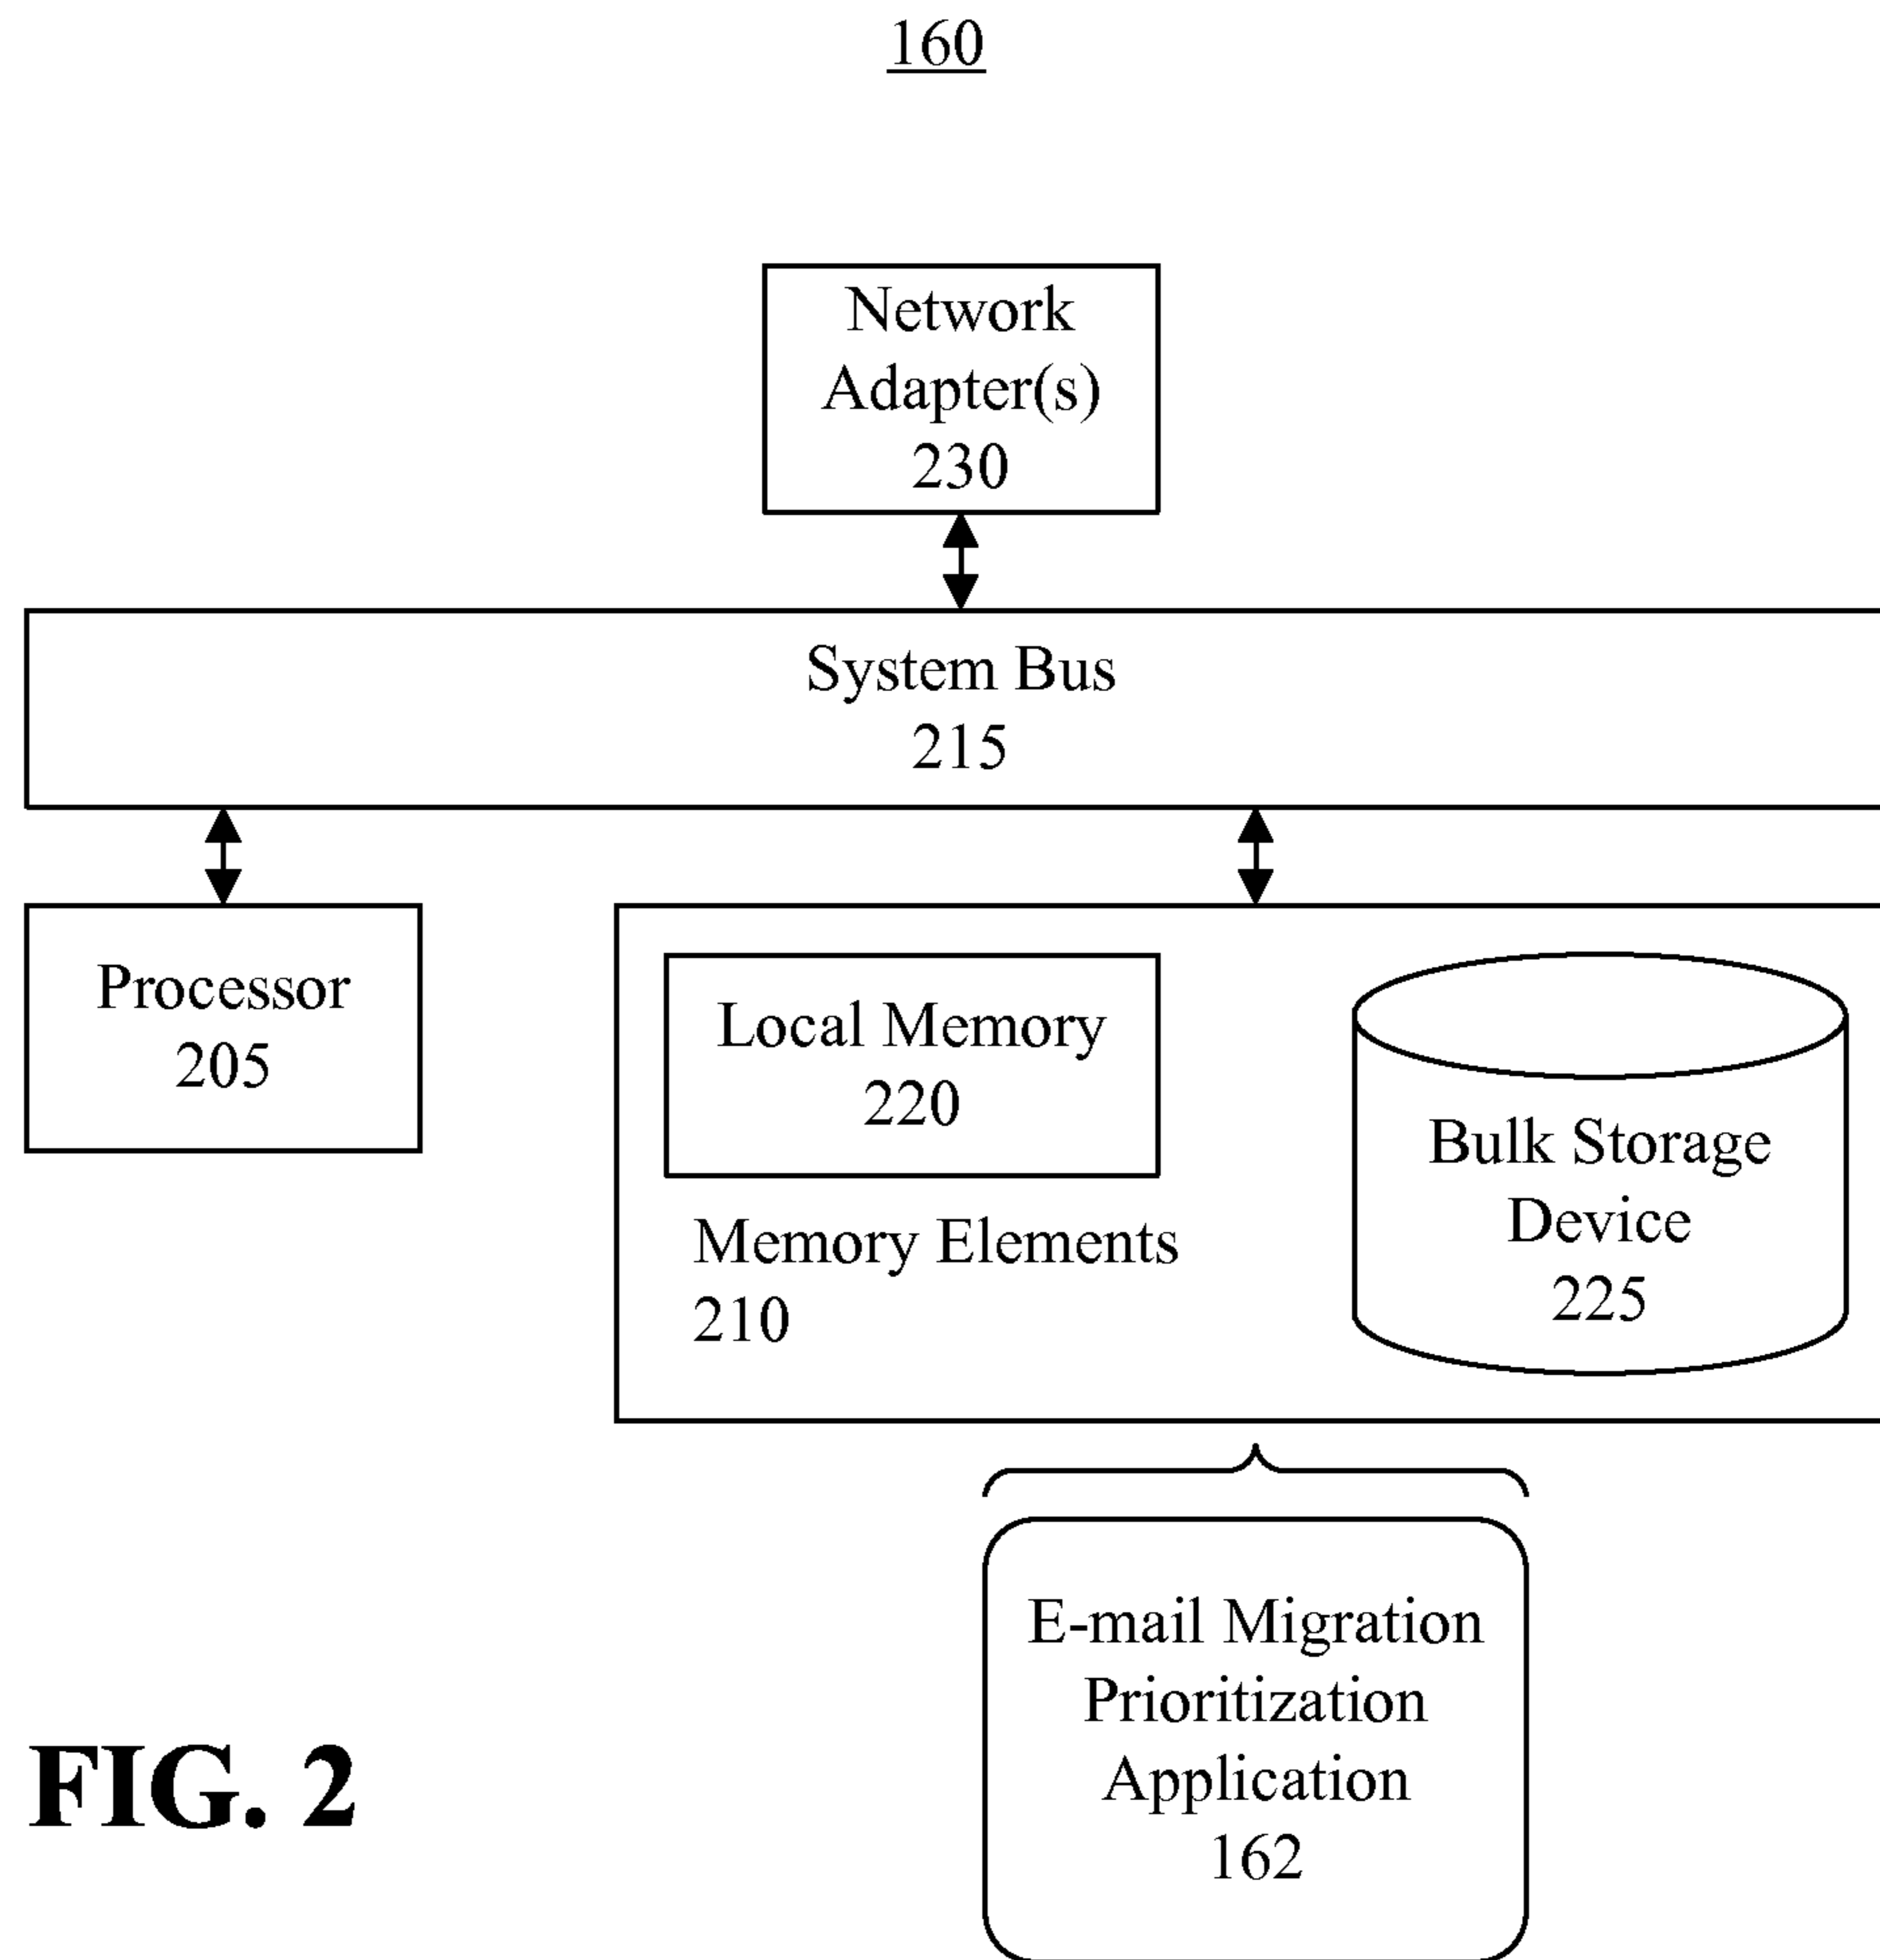 160
Network
Adapter(s)
230
System Bus
215
Processor
205
Local Memory
220
Memory Elements
210
Bulk Storage
Device
225
E-mail Migration
Prioritization
Application
162
FIG. 2